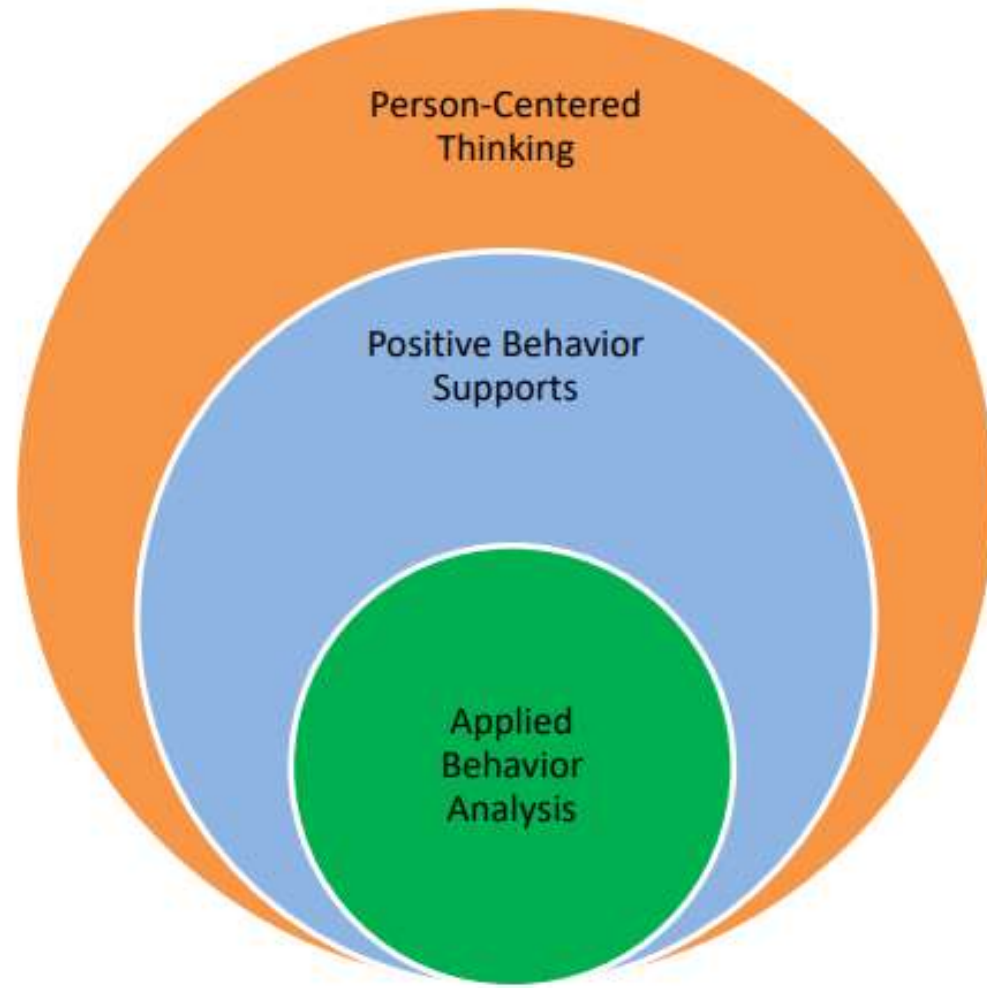 Person-Centered
Thinking
Positive Behavior
Supports
Applied
Behavior
Analysis